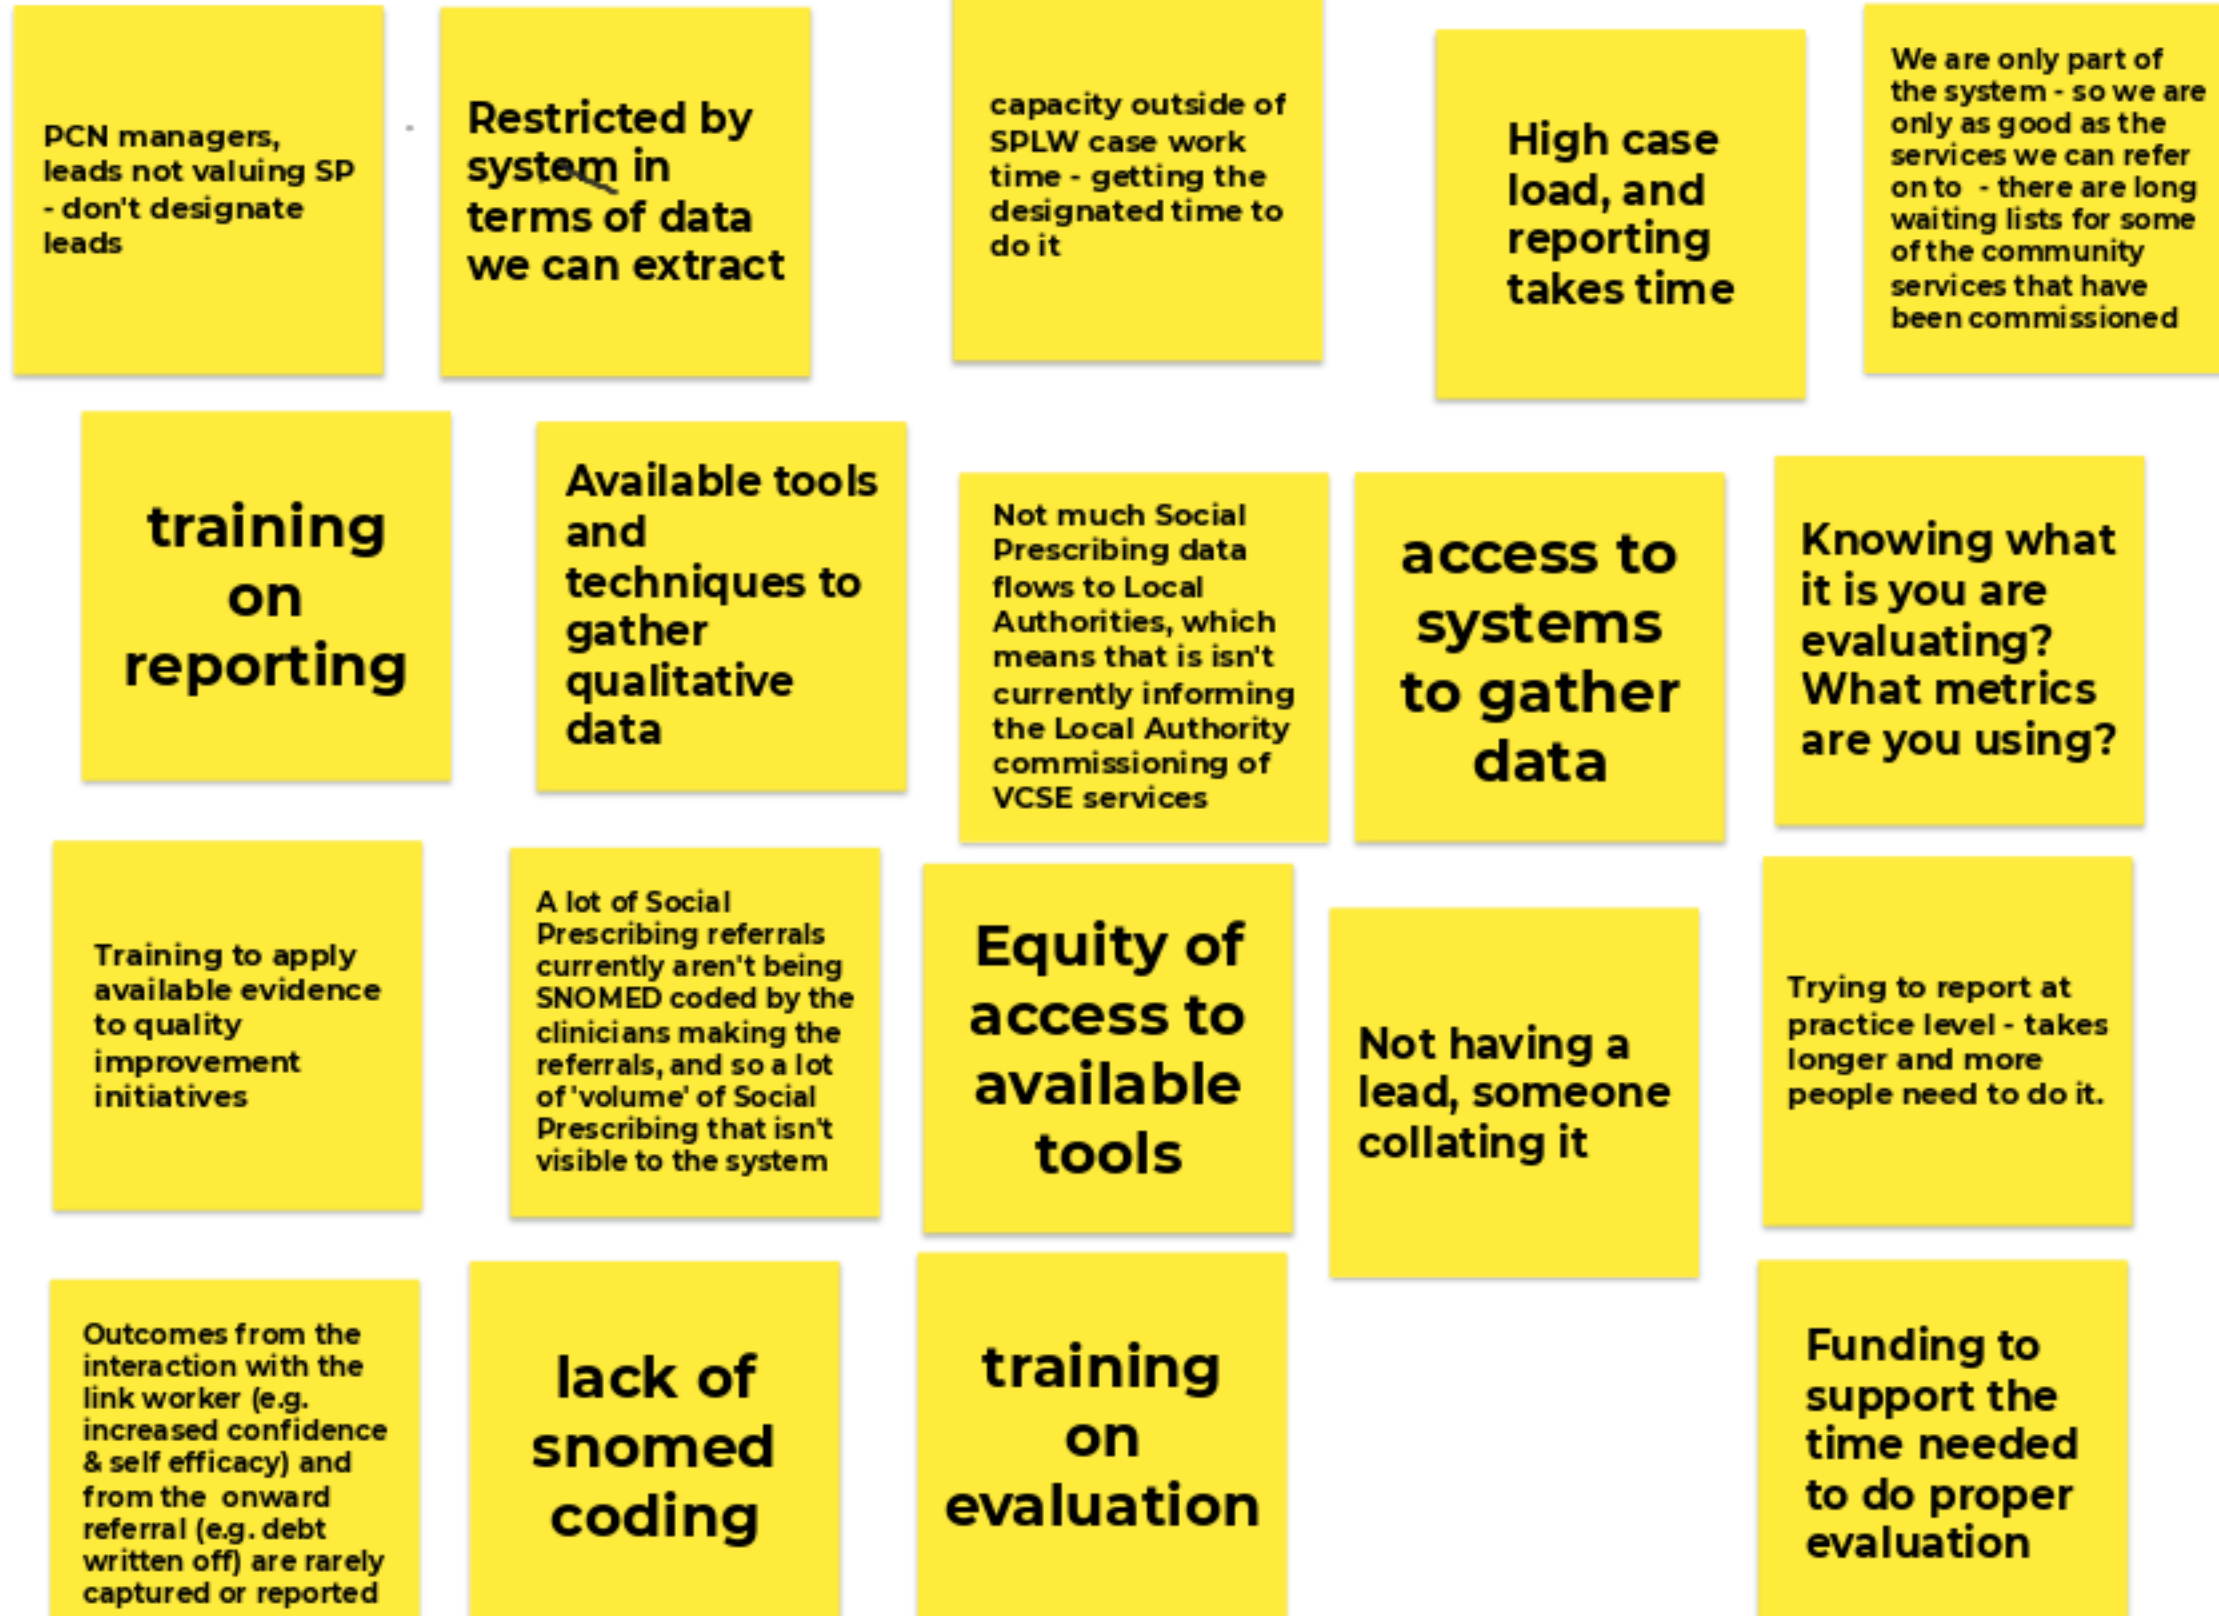 PCN managers,
leads not valuing SP
- don't designate
leads
Restricted by
system in
terms of data
we can extract
capacity outside of
SPLW case work
time - getting the
designated time to
do it
High case
load, and
reporting
takes time
We are only part of
the system - so we are
only as good as the
services we can refer
on to - there are long
waiting lists for some
of the community
services that have
been commissioned
training
on
reporting
Available tools
and
techniques to
gather
qualitative
data
Not much Social
Prescribing data
flows to Local
Authorities, which
means that is isn't
currently informing
the Local Authority
commissioning of
VCSE services
access to
systems
to gather
data
Knowing what
it is you are
evaluating?
What metrics
are you using?
Training to apply
available evidence
to quality
improvement
initiatives
A lot of Social
Prescribing referrals
currently aren't being
SNOMED coded by the
clinicians making the
referrals, and so a lot
of 'volume' of Social
Prescribing that isn't
visible to the system
Equity of
access to
available
tools
Not having a
lead, someone
collating it
Trying to report at
practice level - takes
longer and more
people need to do it.
Outcomes from the
interaction with the
link worker (e.g.
increased confidence
& self efficacy) and
from the onward
referral (e.g. debt
written off) are rarely
captured or reported
lack of
snomed
coding
training
on
evaluation
Funding to
support the
time needed
to do proper
evaluation